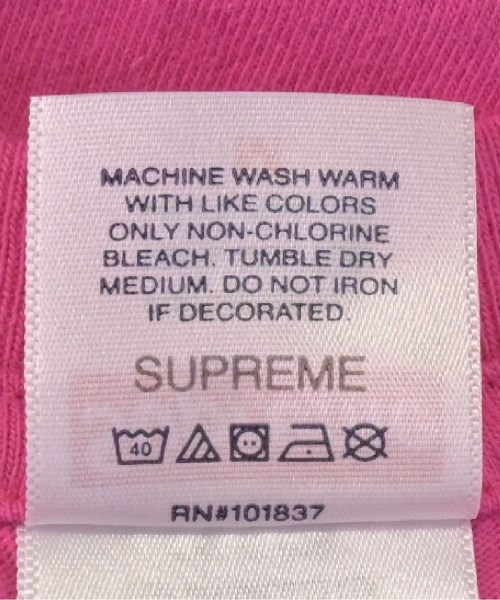 MACHINE WASH WARM
WITH LIKE COLORS
ONLY NON-CHLORINE
BLEACH. TUMBLE DRY
MEDIUM. DO NOT IRON
IF DECORATED.
SUPREME
40
RN#101837